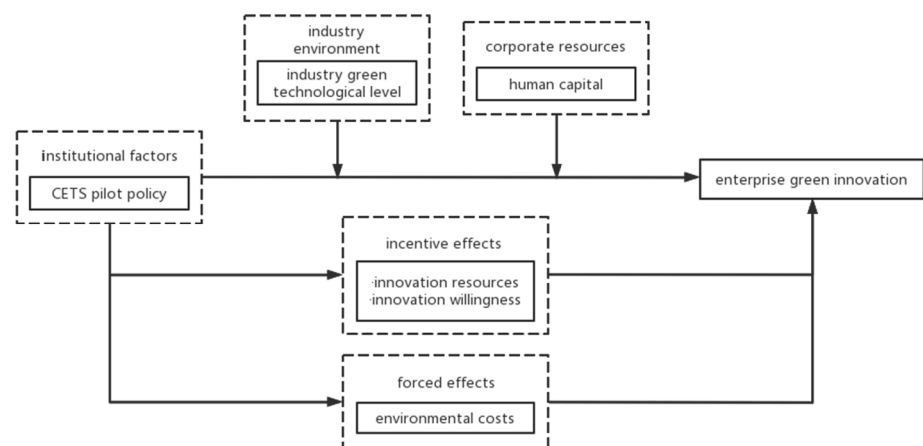 industry
environment
industry green
technological level
corporate resources
human capital
institutional factors
CETS pilot policy
enterprise green innovation
incentive effects
·innovation resources
·innovation willingness
forced effects
environmental costs